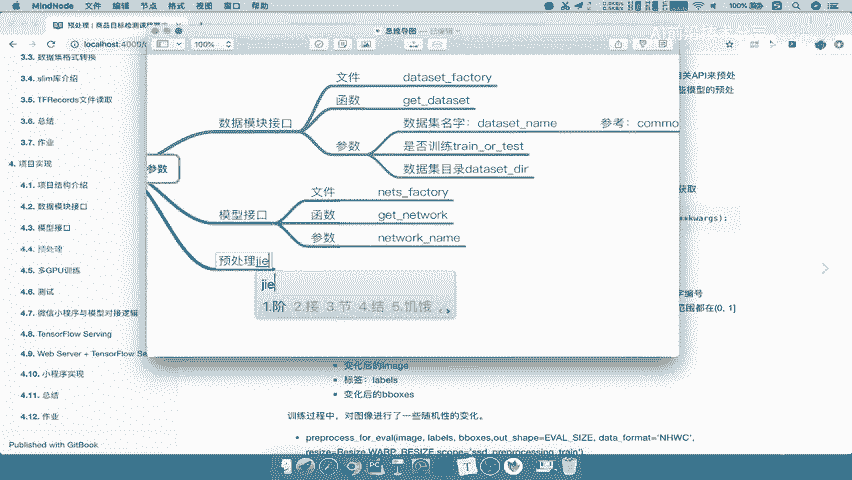 MindNode 文件 编辑 节点 格式 视图 窗口 帮助
100%
预处理 | 商品目标检测课程
localhost:4000/
思维导图 — 已编辑
100%
3.3. 数据集格式转换
3.4. slim库介绍
3.5. TFRecords文件读取
3.6. 总结
3.7. 作业
4. 项目实现
4.1. 项目结构介绍
4.2. 数据模块接口
4.3. 模型接口
4.4. 预处理
4.5. 多GPU训练
4.6. 测试
4.7. 微信小程序与模型对接逻辑
4.8. TensorFlow Serving
4.9. Web Server + TensorFlow Se
4.10. 小程序实现
4.11. 总结
4.12. 作业
Published with GitBook
参数
数据模块接口
文件 dataset_factory
函数 get_dataset
参数
数据集名字：dataset_name 参考：commo
是否训练train_or_test
数据集目录dataset_dir
模型接口
文件 nets_factory
函数 get_network
参数 network_name
预处理jie
jie
1.阶 2.接 3.节 4.结 5.饥饿
相关API来预处
些模型的预处
获取
**kwargs):
字编号
范围都在[0, 1]
变化后的image
标签：labels
变化后的bboxes
训练过程中，对图像进行了一些随机性的变化。
preprocess_for_eval(image, labels, bboxes,out_shape=EVAL_SIZE, data_format='NHWC',
resize=Resize.WARP_RESIZE,scope='ssd_preprocessing_train')